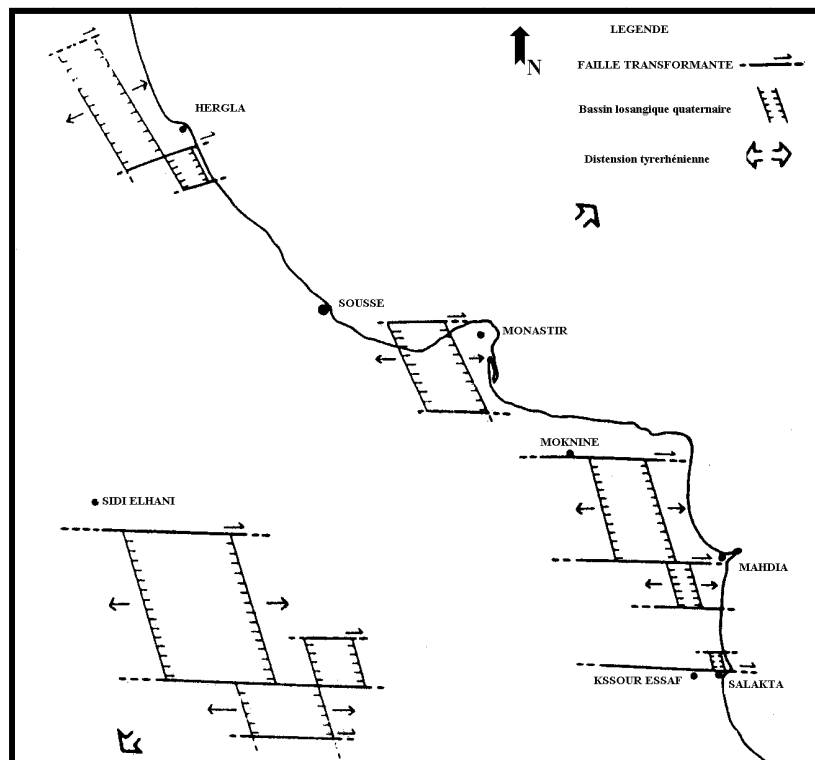 LEGENDE
N
FAILLE TRANSFORMANTE
Bassin losangique quaternaire
Distension tyrerhénienne
HERGLA
SOUSSE
MONASTIR
MOKNINE
SIDI ELHANI
MAHDIA
KSSOUR ESSAF
SALAKTA